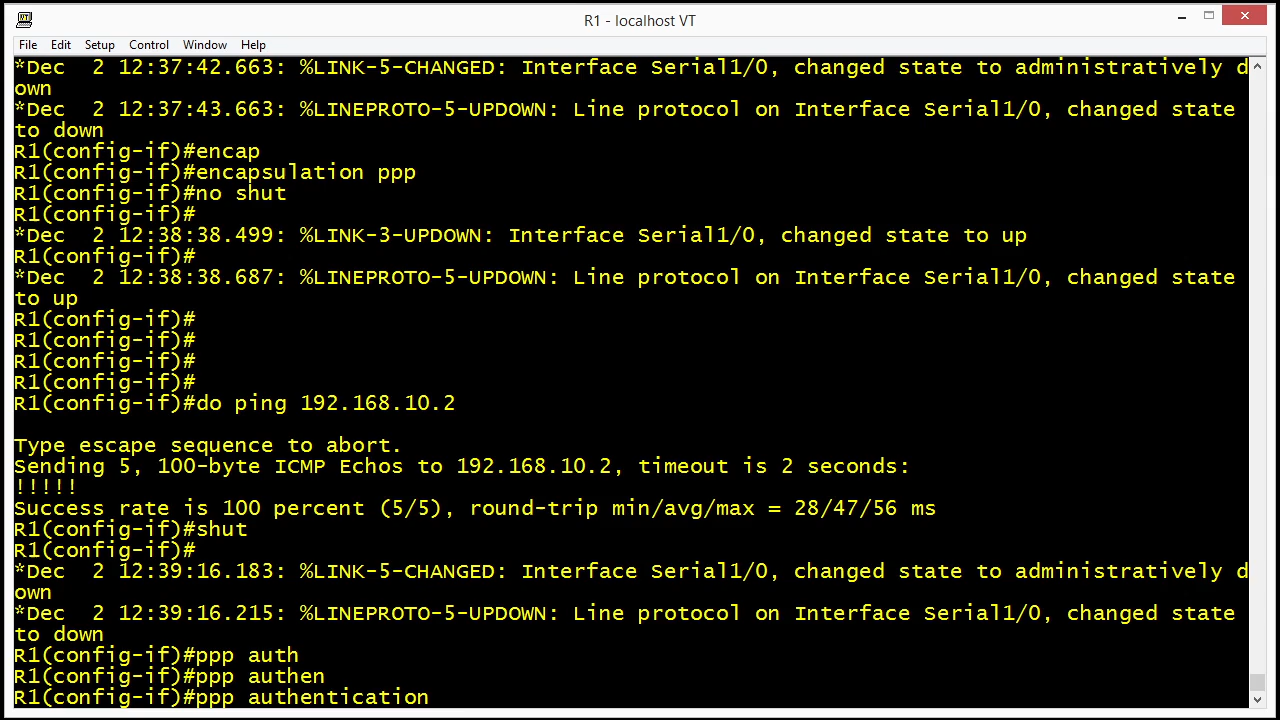 R1 - localhost VT
File Edit Setup Control Window Help
*Dec  2 12:37:42.663: %LINK-5-CHANGED: Interface Serial1/0, changed state to administratively d
own
*Dec  2 12:37:43.663: %LINEPROTO-5-UPDOWN: Line protocol on Interface Serial1/0, changed state
to down
R1(config-if)#encap
R1(config-if)#encapsulation ppp
R1(config-if)#no shut
R1(config-if)#
*Dec  2 12:38:38.499: %LINK-3-UPDOWN: Interface Serial1/0, changed state to up
R1(config-if)#
*Dec  2 12:38:38.687: %LINEPROTO-5-UPDOWN: Line protocol on Interface Serial1/0, changed state
to up
R1(config-if)#
R1(config-if)#
R1(config-if)#
R1(config-if)#
R1(config-if)#do ping 192.168.10.2
Type escape sequence to abort.
Sending 5, 100-byte ICMP Echos to 192.168.10.2, timeout is 2 seconds:
!!!!!
Success rate is 100 percent (5/5), round-trip min/avg/max = 28/47/56 ms
R1(config-if)#shut
R1(config-if)#
*Dec  2 12:39:16.183: %LINK-5-CHANGED: Interface Serial1/0, changed state to administratively d
own
*Dec  2 12:39:16.215: %LINEPROTO-5-UPDOWN: Line protocol on Interface Serial1/0, changed state
to down
R1(config-if)#ppp auth
R1(config-if)#ppp authen
R1(config-if)#ppp authentication